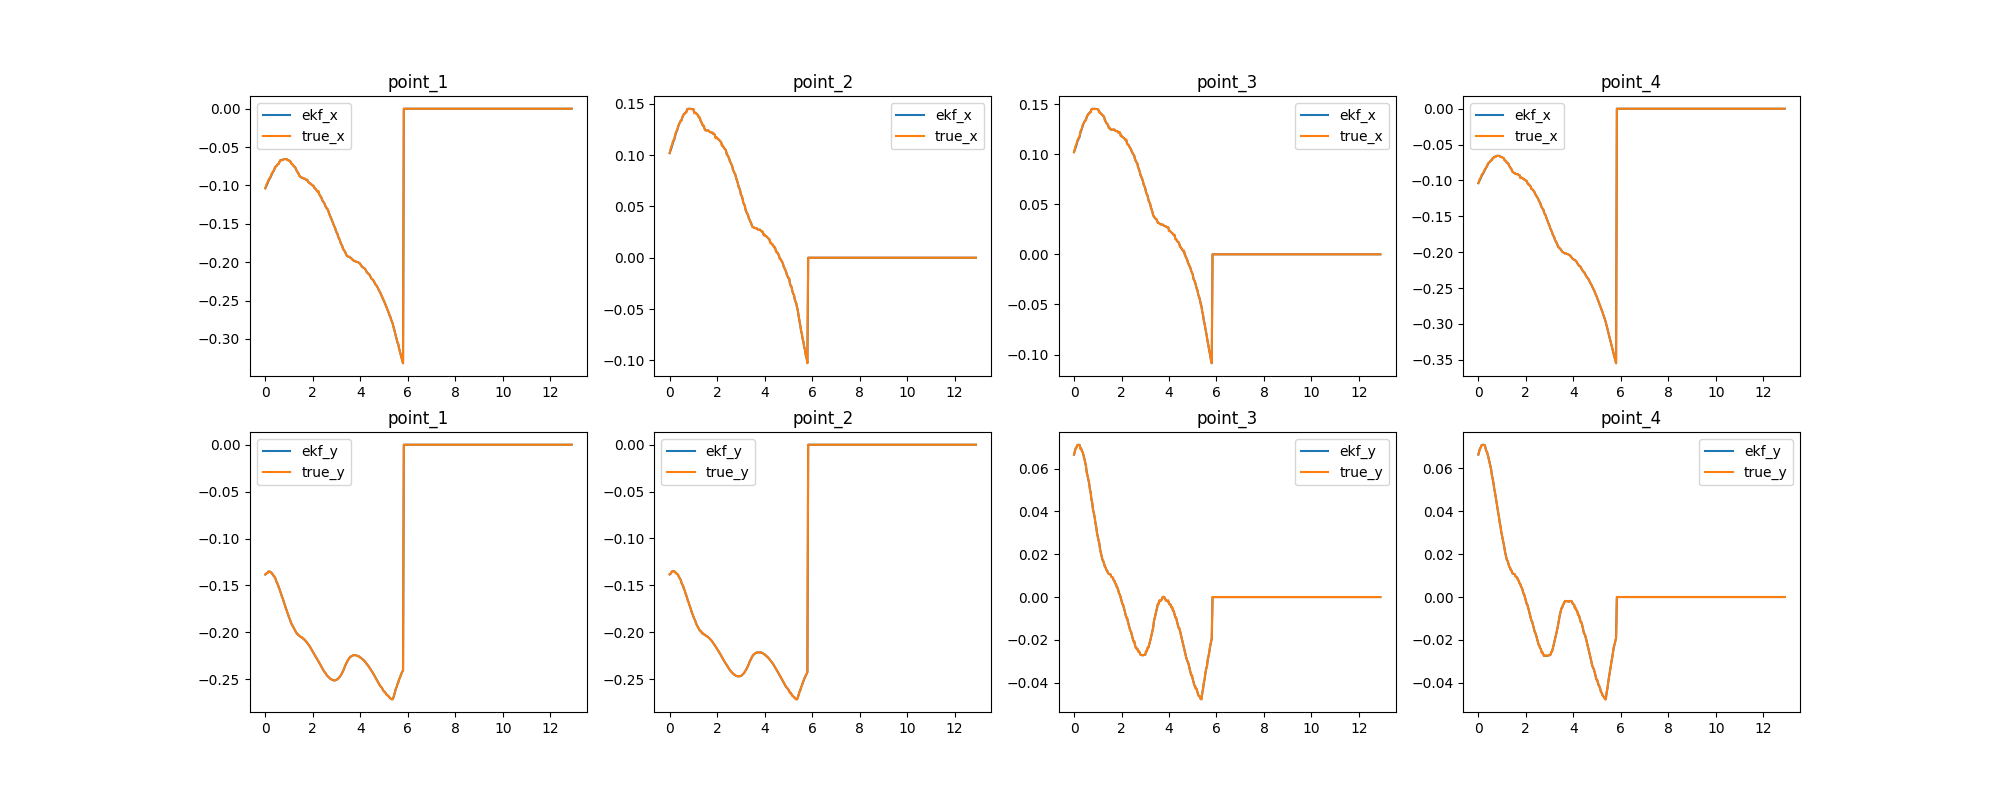 point_1 point_2 point_3 point_4
0.00 0.15 0.15 0.00
ekf_x ekf_x ekf_x ekf_x
true_x true_x true_x true_x
−0.05 0.10 0.10 −0.05
−0.10 0.05 0.05 −0.10
−0.15 0.00 0.00 −0.15
−0.20 −0.05 −0.05 −0.20
−0.25 −0.10 −0.10 −0.25
−0.30 −0.30
−0.35
0 2 4 6 8 10 12 0 2 4 6 8 10 12 0 2 4 6 8 10 12 0 2 4 6 8 10 12
point_1 point_2 point_3 point_4
0.00 0.00 0.06 0.06
ekf_y ekf_y ekf_y ekf_y
true_y true_y true_y true_y
−0.05 −0.05 0.04 0.04
−0.10 −0.10 0.02 0.02
−0.15 −0.15 0.00 0.00
−0.20 −0.20 −0.02 −0.02
−0.25 −0.25 −0.04 −0.04
0 2 4 6 8 10 12 0 2 4 6 8 10 12 0 2 4 6 8 10 12 0 2 4 6 8 10 12